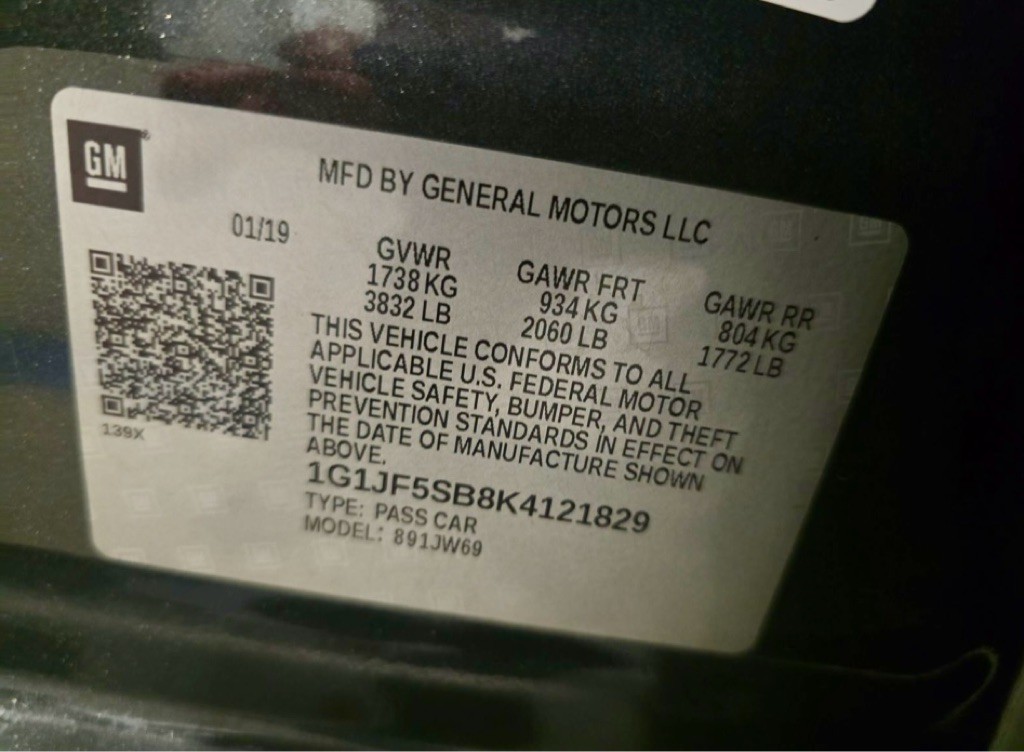 GM
MFD BY GENERAL MOTORS LLC
01/19
GVWR
1738 KG
3832 LB
GAWR FRT
934 KG
2060 LB
GAWR RR
804 KG
1772 LB
THIS VEHICLE CONFORMS TO ALL
APPLICABLE U.S. FEDERAL MOTOR
VEHICLE SAFETY, BUMPER, AND THEFT
PREVENTION STANDARDS IN EFFECT ON
THE DATE OF MANUFACTURE SHOWN
ABOVE.
139X
1G1JF5SB8K4121829
TYPE: PASS CAR
MODEL: 891JW69